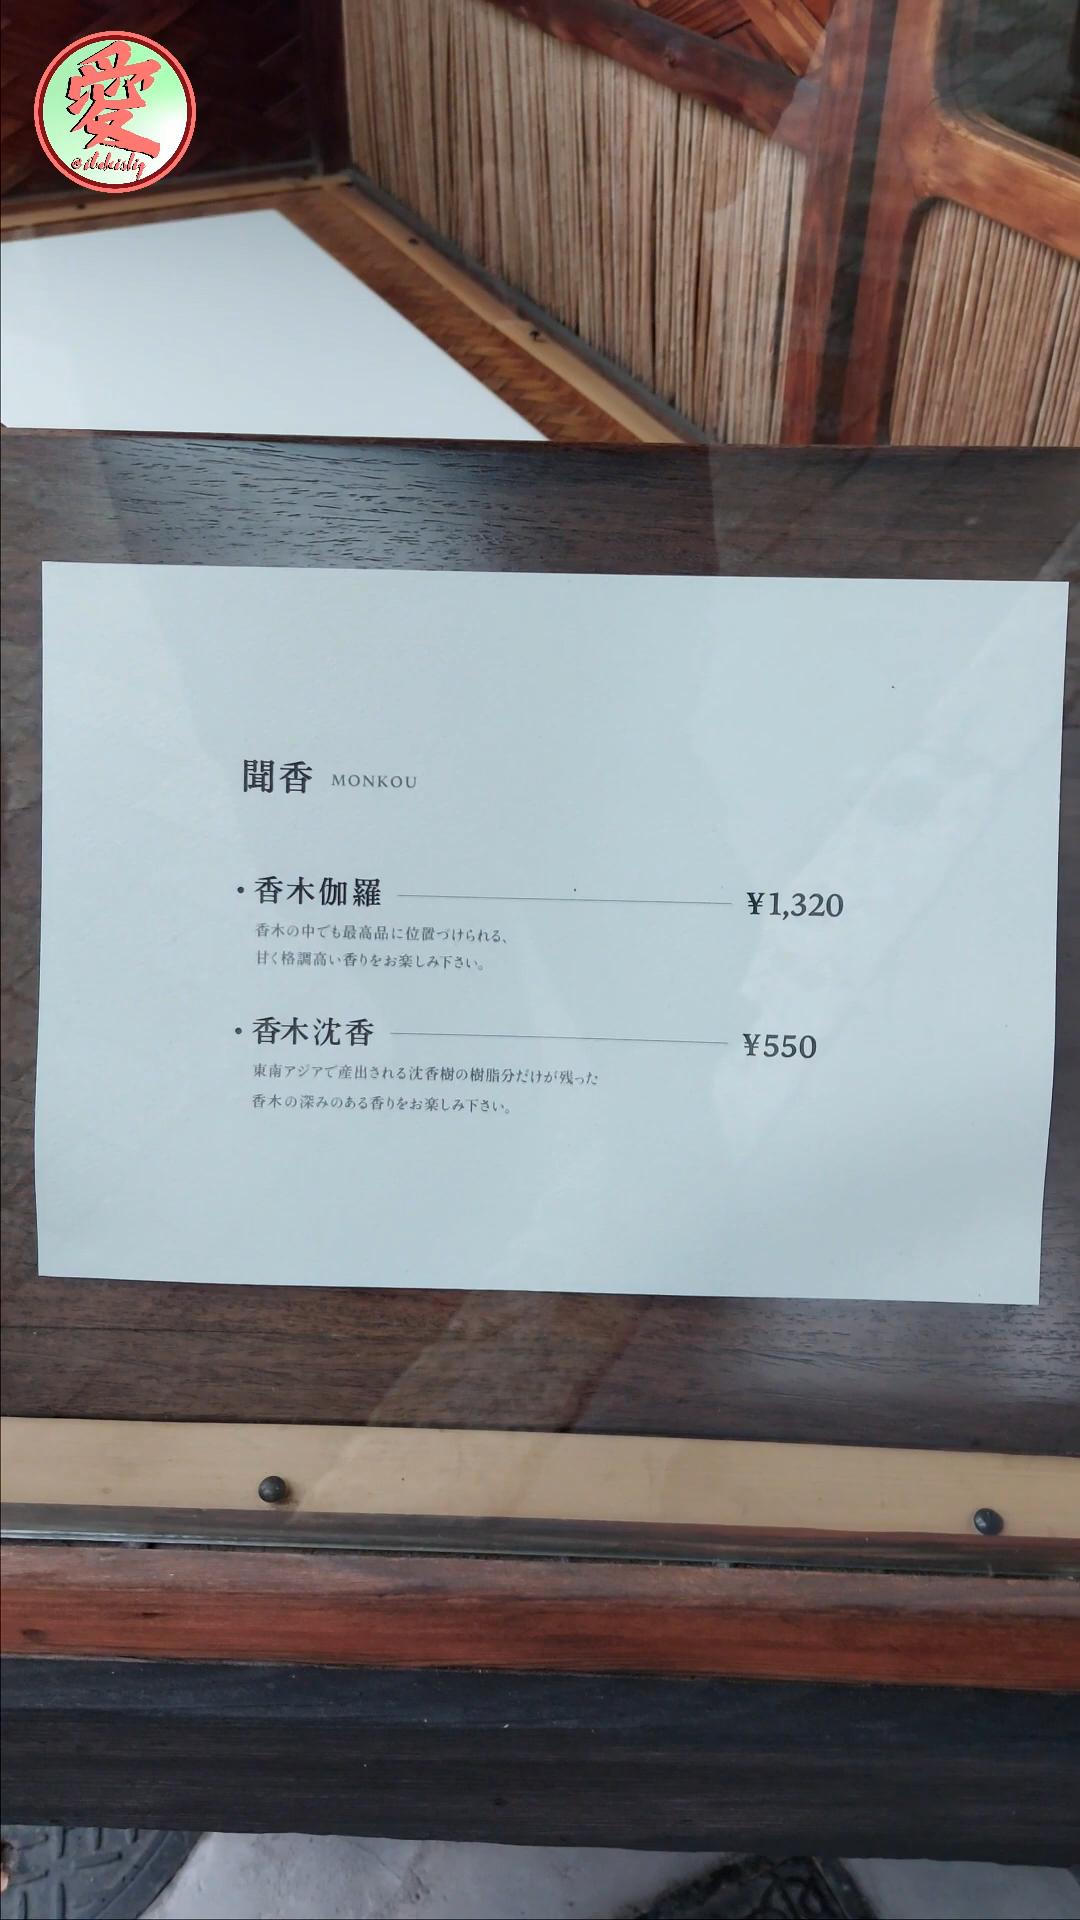 愛
聞香 MONKOU
・香木伽羅 ¥1,320
香木の中でも最高品に位置づけられる、
甘く格調高い香りをお楽しみ下さい。
・香木沈香 ¥550
東南アジアで産出される沈香樹の樹脂分だけが残った
香木の深みのある香りをお楽しみ下さい。